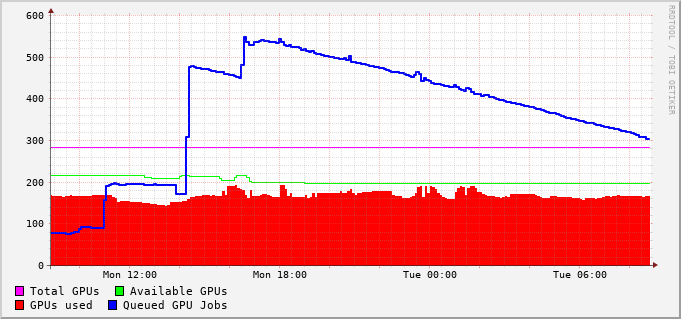 RRDTOOL / TOBI OETIKER
600
500
400
300
200
100
0
Mon 12:00 Mon 18:00 Tue 00:00 Tue 06:00
Total GPUs Available GPUs
GPUs used Queued GPU Jobs